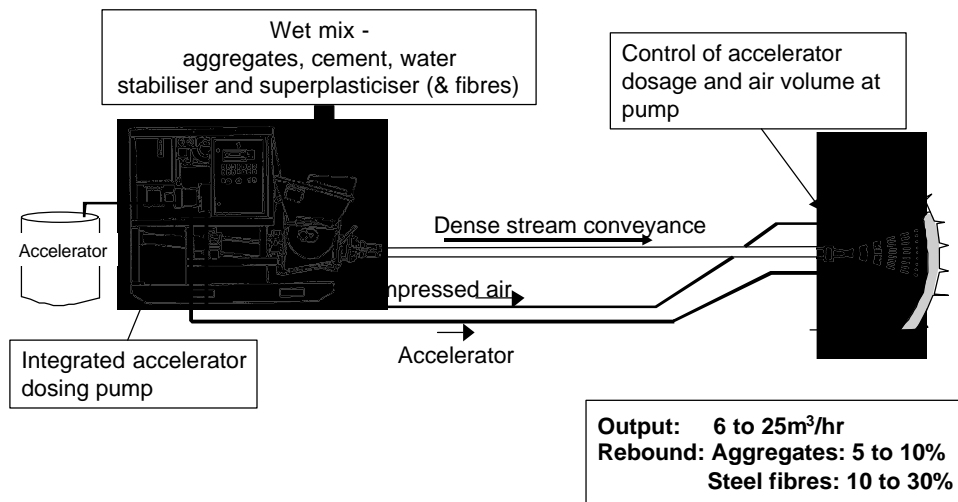 Wet mix -
aggregates, cement, water
stabiliser and superplasticiser (& fibres)
Control of accelerator
dosage and air volume at
pump
Accelerator
Dense stream conveyance
mpressed air
Accelerator
Integrated accelerator
dosing pump
Output: 6 to 25m³/hr
Rebound: Aggregates: 5 to 10%
Steel fibres: 10 to 30%